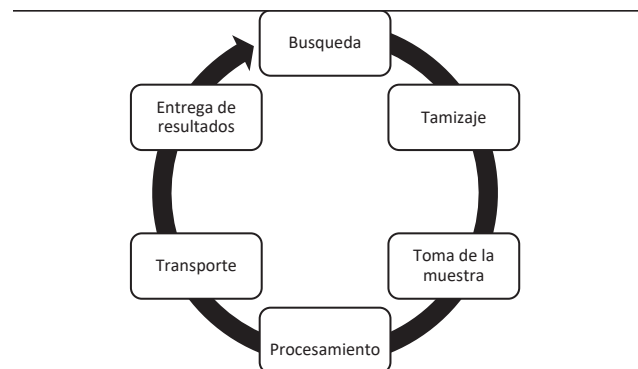 Busqueda
Tamizaje
Toma de la
muestra
Procesamiento
Transporte
Entrega de
resultados